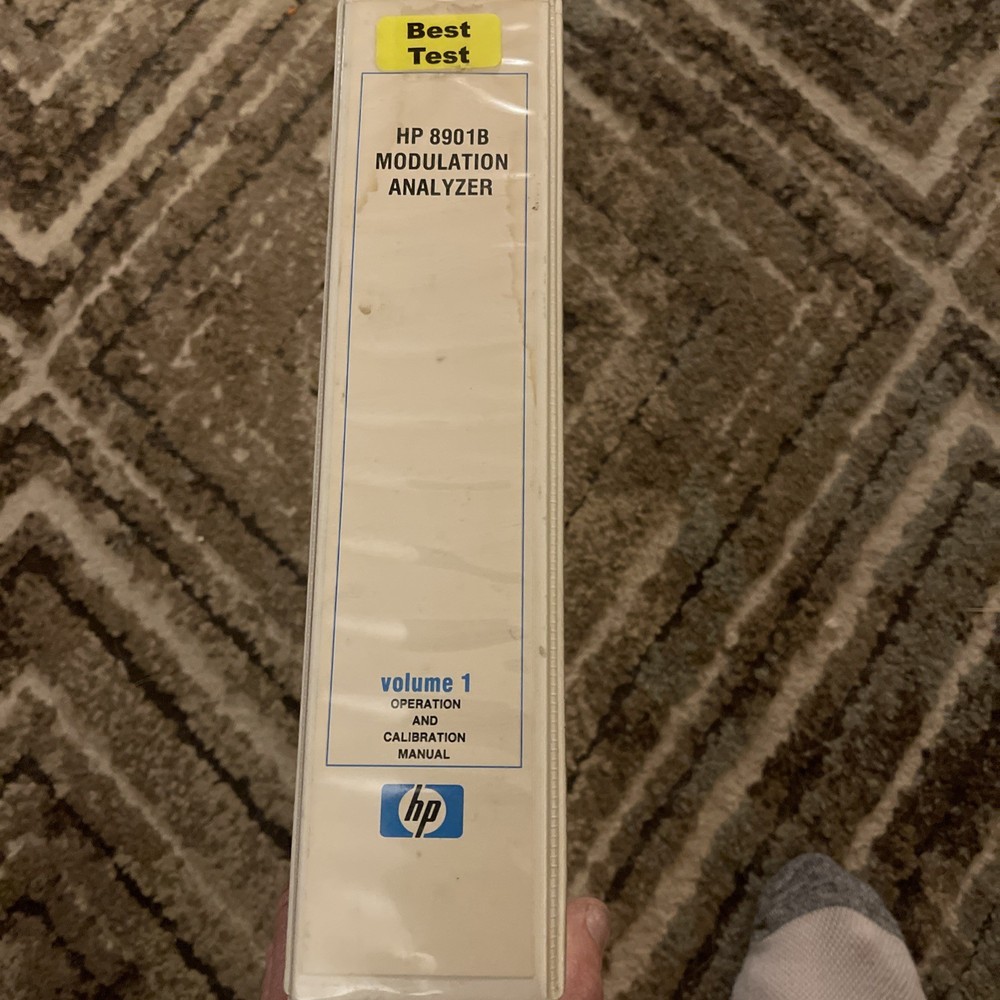 Best
Test
HP 8901B
MODULATION
ANALYZER
volume 1
OPERATION
AND
CALIBRATION
MANUAL
hp